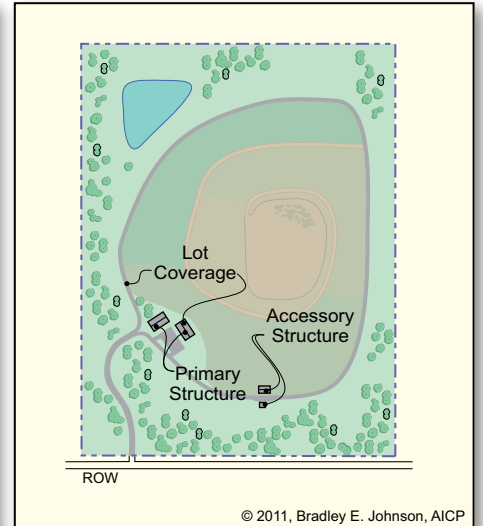 Lot
Coverage
Accessory
Structure
Primary
Structure
ROW
© 2011, Bradley E. Johnson, AICP